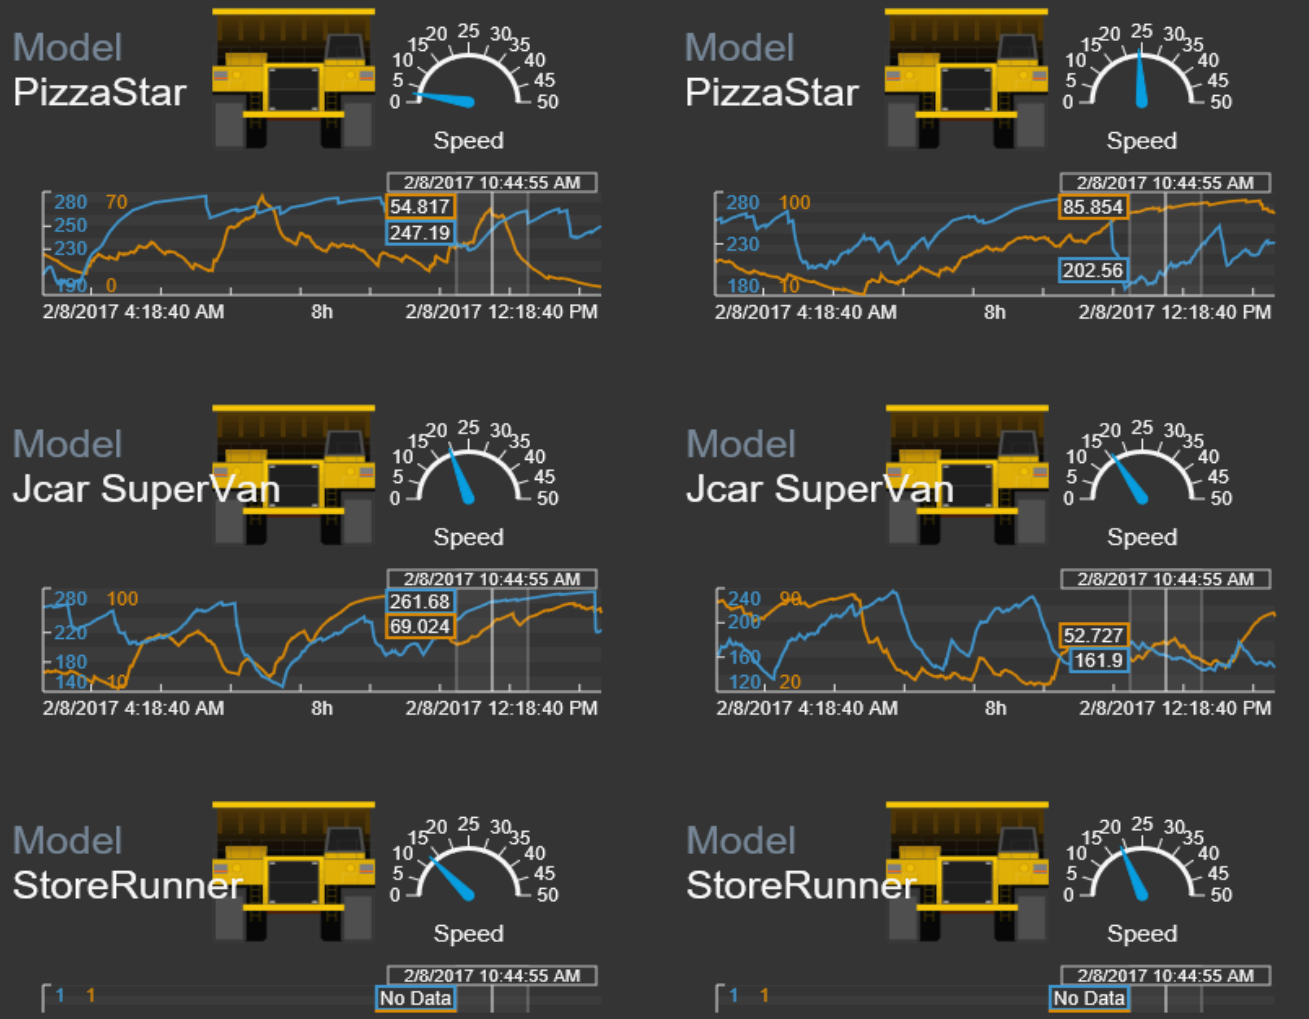 Model
PizzaStar
0 5 10 15 20 25 30 35 40 45 50
Speed
2/8/2017 10:44:55 AM
280 70
54.817
250
247.19
230
190 0
2/8/2017 4:18:40 AM 8h 2/8/2017 12:18:40 PM
Model
PizzaStar
0 5 10 15 20 25 30 35 40 45 50
Speed
2/8/2017 10:44:55 AM
280 100
85.854
230
202.56
180 10
2/8/2017 4:18:40 AM 8h 2/8/2017 12:18:40 PM
Model
Jcar SuperVan
0 5 10 15 20 25 30 35 40 45 50
Speed
2/8/2017 10:44:55 AM
280 100
261.68
69.024
220
180
140 10
2/8/2017 4:18:40 AM 8h 2/8/2017 12:18:40 PM
Model
Jcar SuperVan
0 5 10 15 20 25 30 35 40 45 50
Speed
2/8/2017 10:44:55 AM
240 90
200
52.727
160
161.9
120 20
2/8/2017 4:18:40 AM 8h 2/8/2017 12:18:40 PM
Model
StoreRunner
0 5 10 15 20 25 30 35 40 45 50
Speed
2/8/2017 10:44:55 AM
1 1
No Data
Model
StoreRunner
0 5 10 15 20 25 30 35 40 45 50
Speed
2/8/2017 10:44:55 AM
1 1
No Data